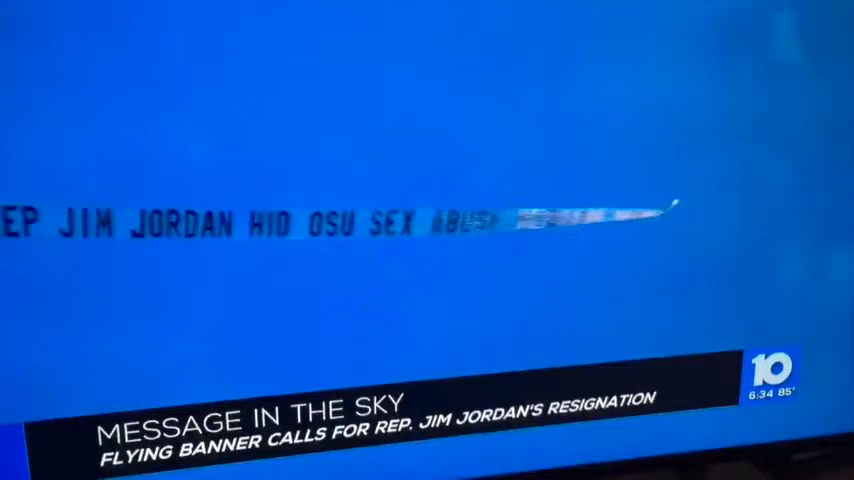 EP JIM JORDAN HID OSU SEX ABUSE
MESSAGE IN THE SKY
FLYING BANNER CALLS FOR REP. JIM JORDAN'S RESIGNATION
10
6:34 85°